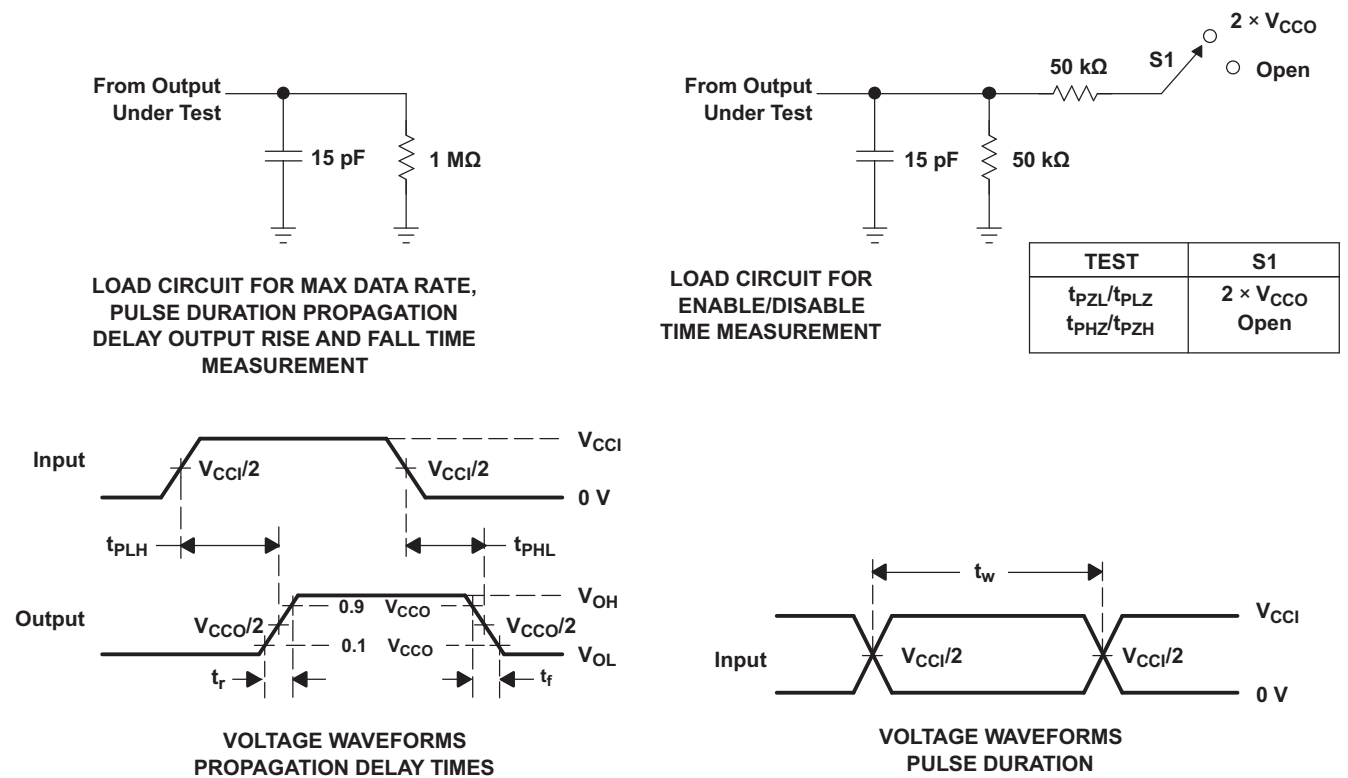 From Output
Under Test
15 pF
1 MΩ
LOAD CIRCUIT FOR MAX DATA RATE,
PULSE DURATION PROPAGATION
DELAY OUTPUT RISE AND FALL TIME
MEASUREMENT
From Output
Under Test
15 pF
50 kΩ
50 kΩ
S1
2 × VCCO
Open
LOAD CIRCUIT FOR
ENABLE/DISABLE
TIME MEASUREMENT
TEST S1
tPZL/tPLZ 2 × VCCO
tPHZ/tPZH Open
Input
VCCI/2
VCCI/2
VCCI
0 V
tPLH
tPHL
Output
VCCO/2
0.9 VCCO
0.1 VCCO
VCCO/2
VOH
VOL
tr
tf
VOLTAGE WAVEFORMS
PROPAGATION DELAY TIMES
tw
Input
VCCI/2
VCCI/2
VCCI
0 V
VOLTAGE WAVEFORMS
PULSE DURATION